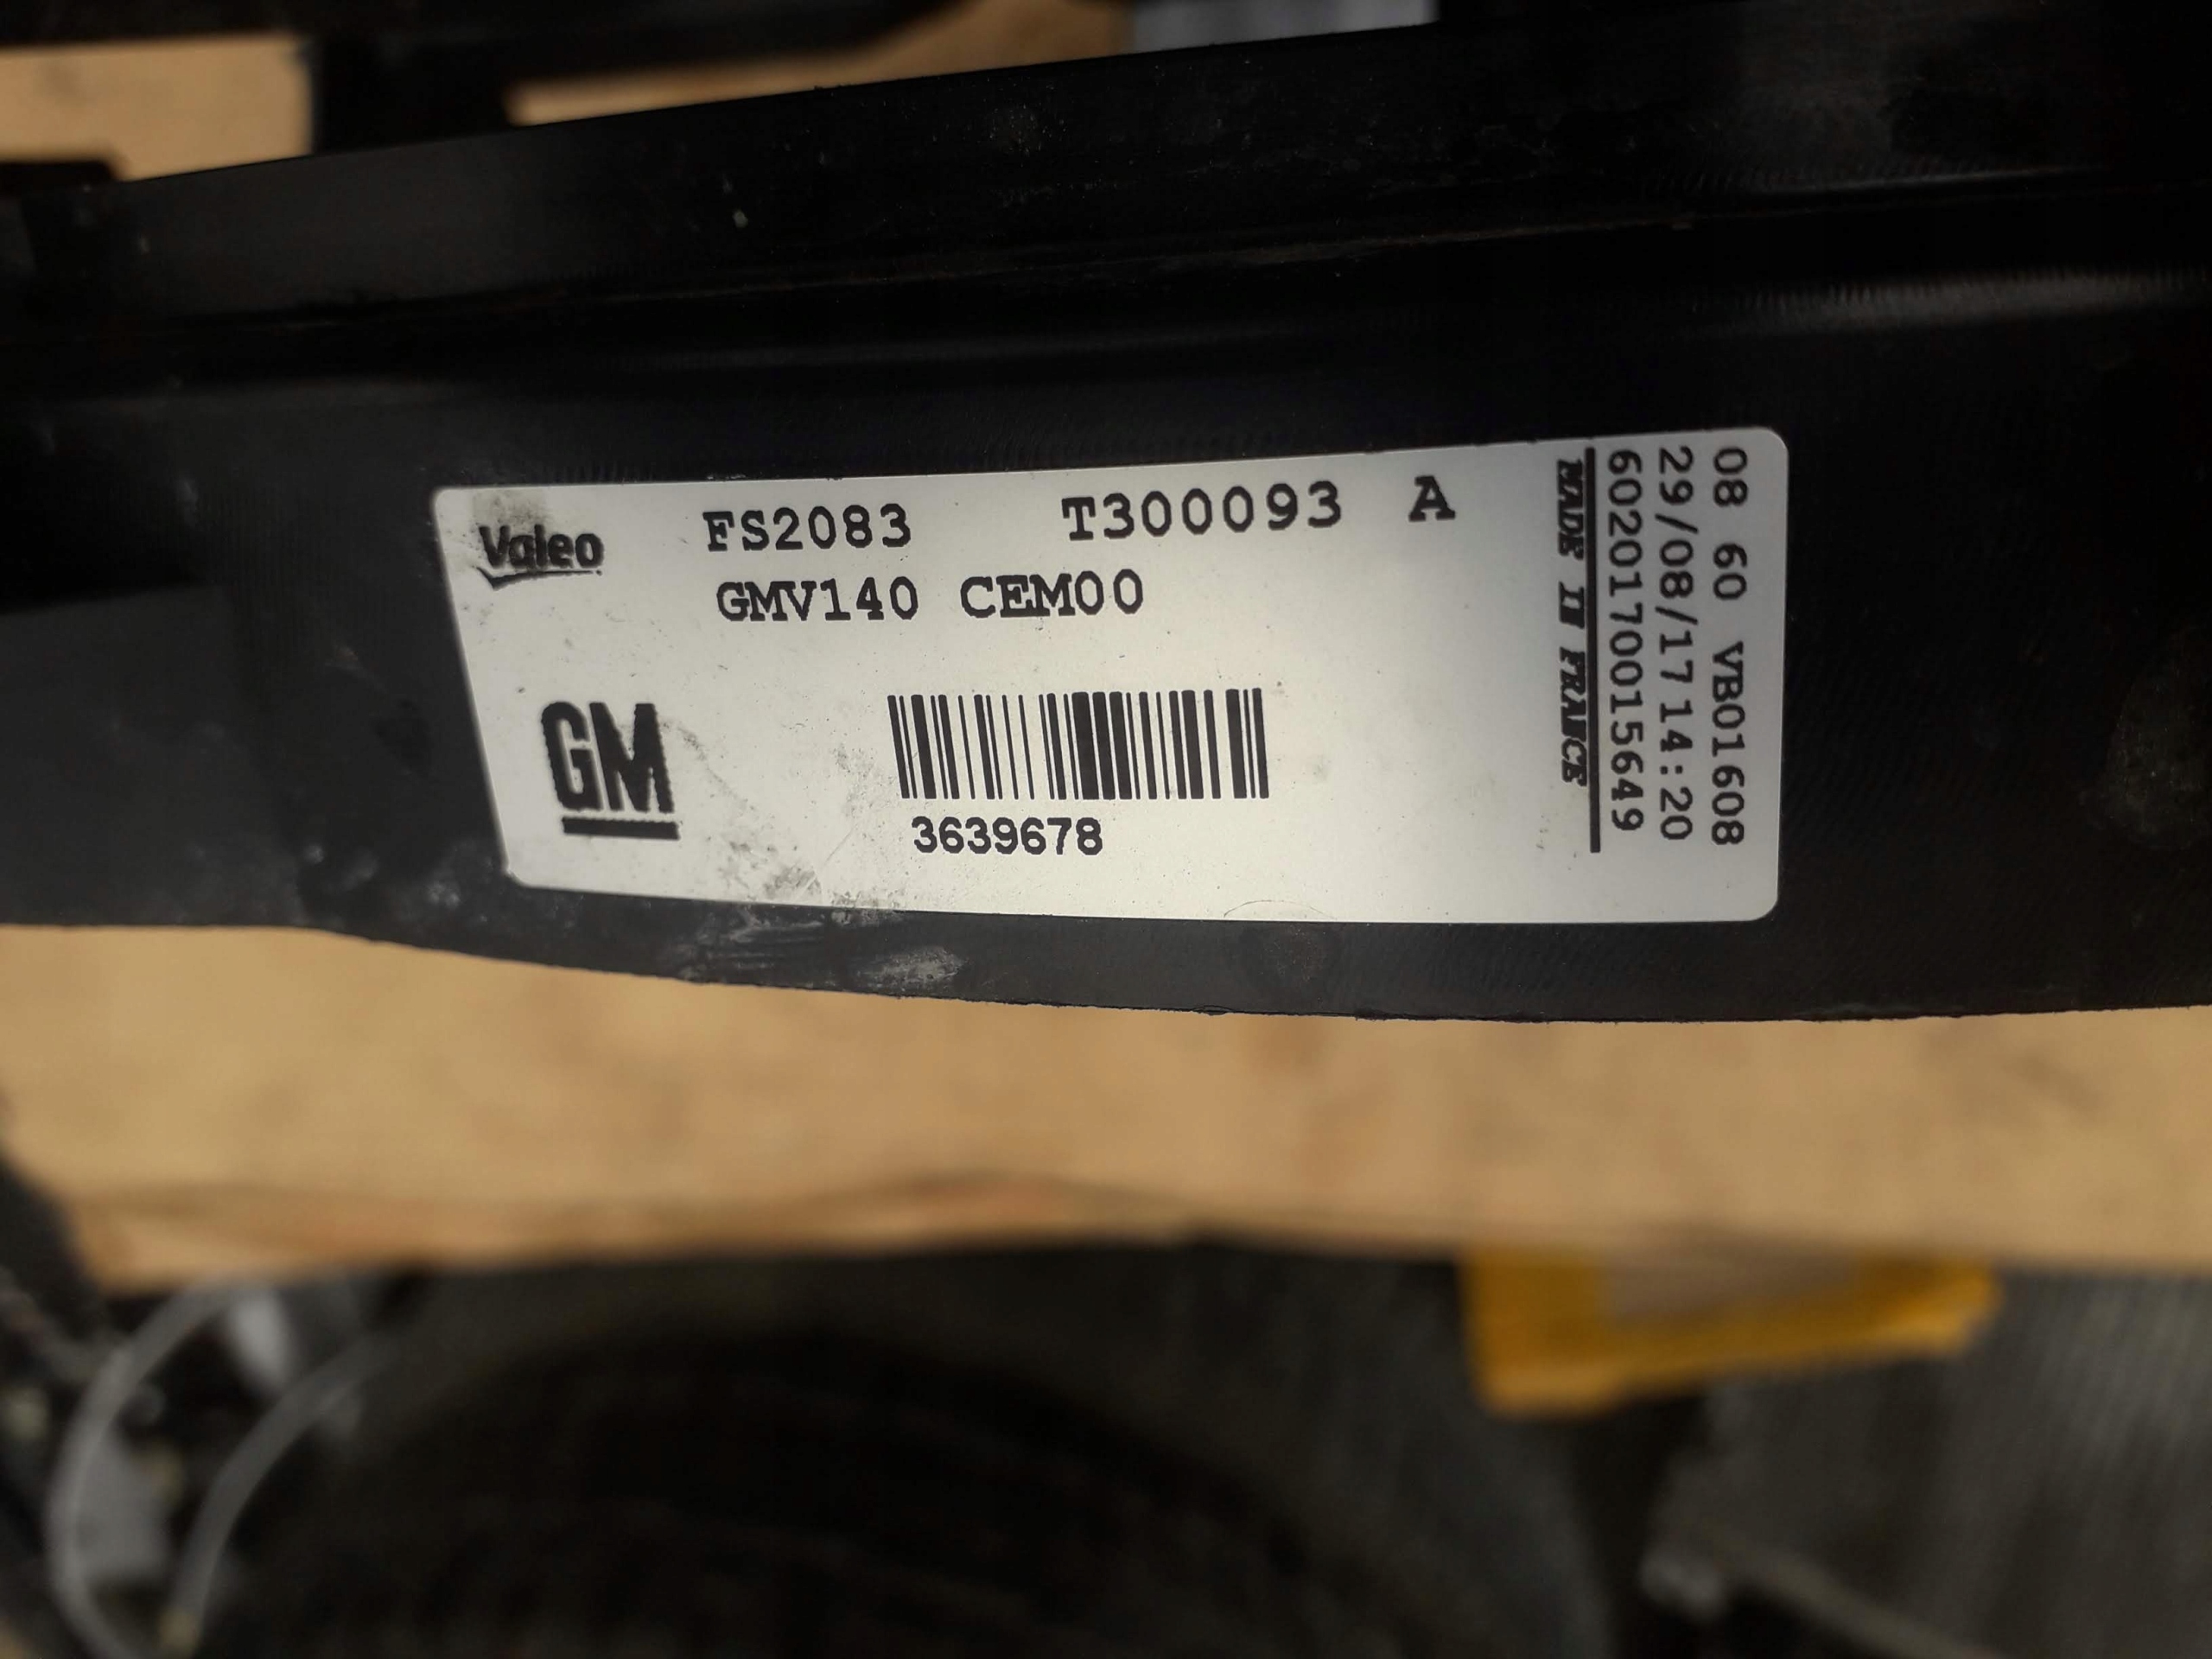 Valeo FS2083 T300093 A
GMV140 CEM00
GM
3639678
08 60 VB01608
29/08/17 14:20
6020170015649
MADE IN FRANCE